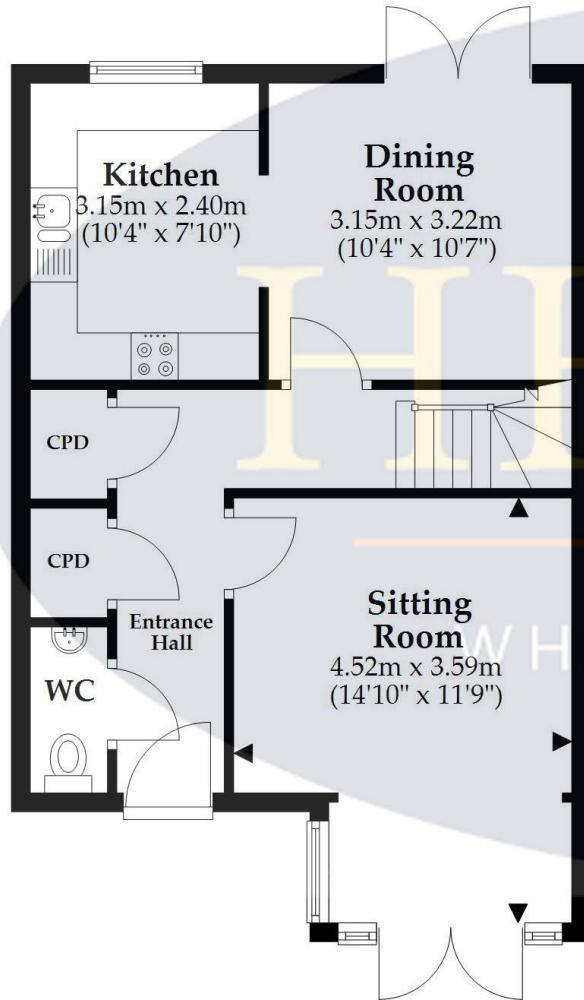 Kitchen
3.15m x 2.40m
(10'4" x 7'10")
Dining
Room
3.15m x 3.22m
(10'4" x 10'7")
CPD
CPD
Entrance
Hall
WC
Sitting
Room
4.52m x 3.59m
(14'10" x 11'9")
WH